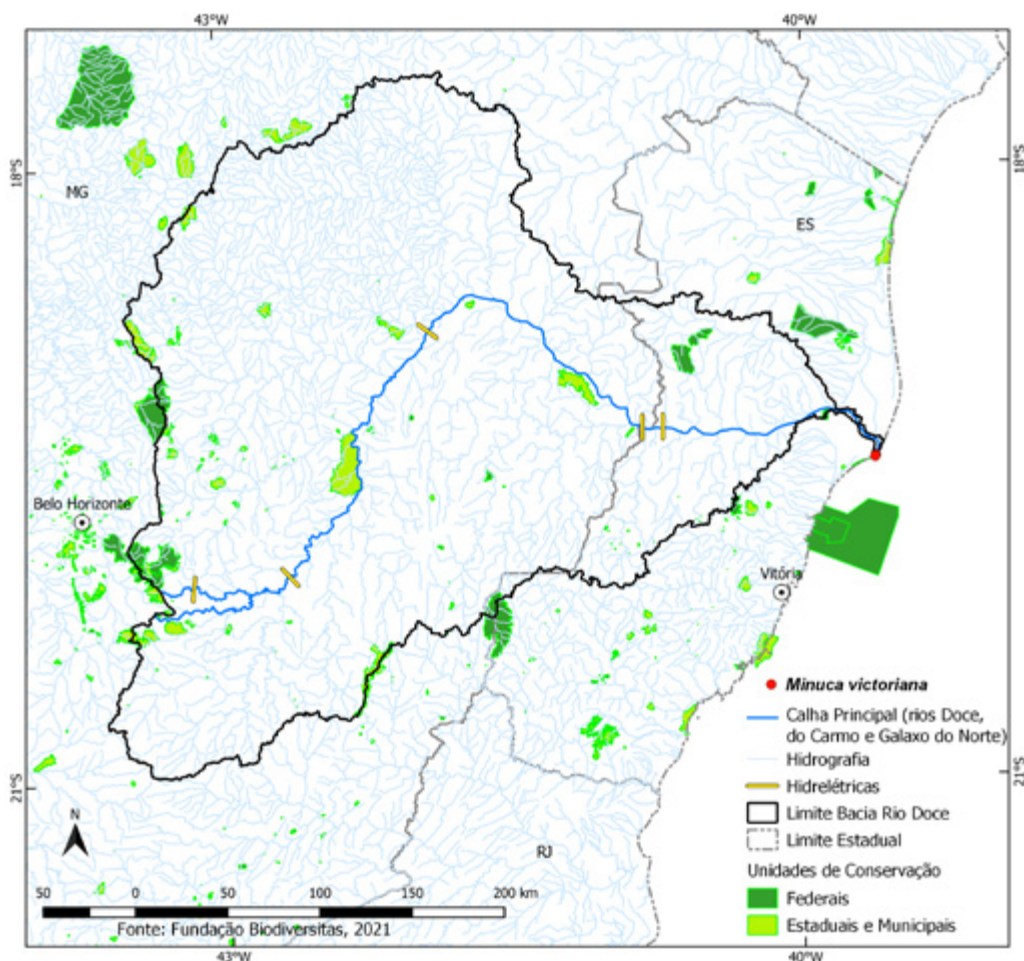 43°W
40°W
18°S
18°S
MG
ES
Belo Horizonte
Vitória
Minuca victoriana
Calha Principal (rios Doce,
do Carmo e Galaxo do Norte)
Hidrografia
Hidrelétricas
Limite Bacia Rio Doce
Limite Estadual
Unidades de Conservação
Federais
Estaduais e Municipais
21°S
21°S
N
RJ
50 0 50 100 150 200 km
Fonte: Fundação Biodiversitas, 2021
43°W
40°W